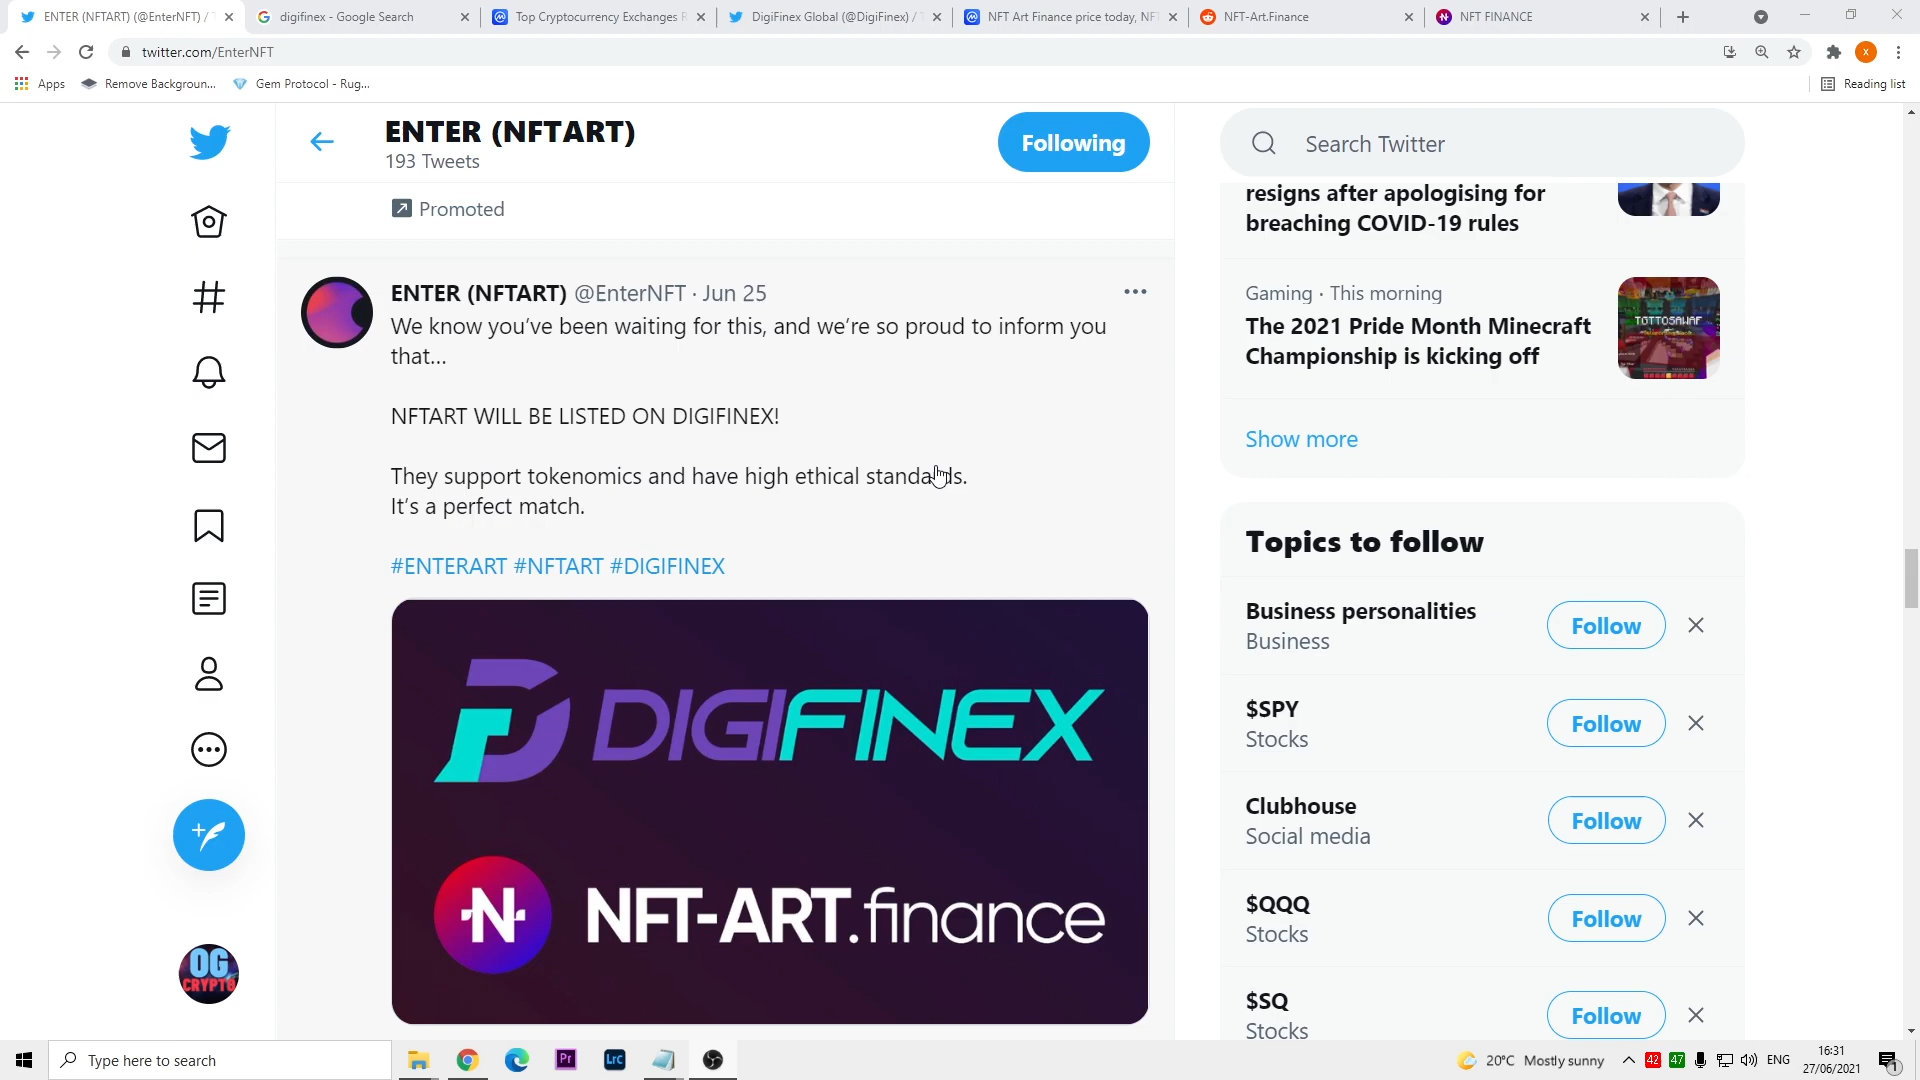 ENTER (NFTART) (@EnterNFT) / T
digifinex - Google Search
Top Cryptocurrency Exchanges R
DigiFinex Global (@DigiFinex) / T
NFT Art Finance price today, NFT
NFT-Art.Finance
NFT FINANCE
twitter.com/EnterNFT
X
Apps
Remove Backgroun...
Gem Protocol - Rug...
Reading list
ENTER (NFTART)
193 Tweets
Following
Promoted
ENTER (NFTART) @EnterNFT · Jun 25
We know you've been waiting for this, and we're so proud to inform you
that...
NFTART WILL BE LISTED ON DIGIFINEX!
They support tokenomics and have high ethical standards.
It's a perfect match.
#ENTERART #NFTART #DIGIFINEX
DIGIFINEX
N
NFT-ART.finance
OG
CRYPTO
Search Twitter
resigns after apologising for
breaching COVID-19 rules
Gaming · This morning
The 2021 Pride Month Minecraft
Championship is kicking off
Show more
Topics to follow
Business personalities
Business
Follow
$SPY
Stocks
Follow
Clubhouse
Social media
Follow
$QQQ
Stocks
Follow
$SQ
Stocks
Follow
Type here to search
Pr
Lrc
20°C Mostly sunny
42
47
ENG
16:31
27/06/2021
1